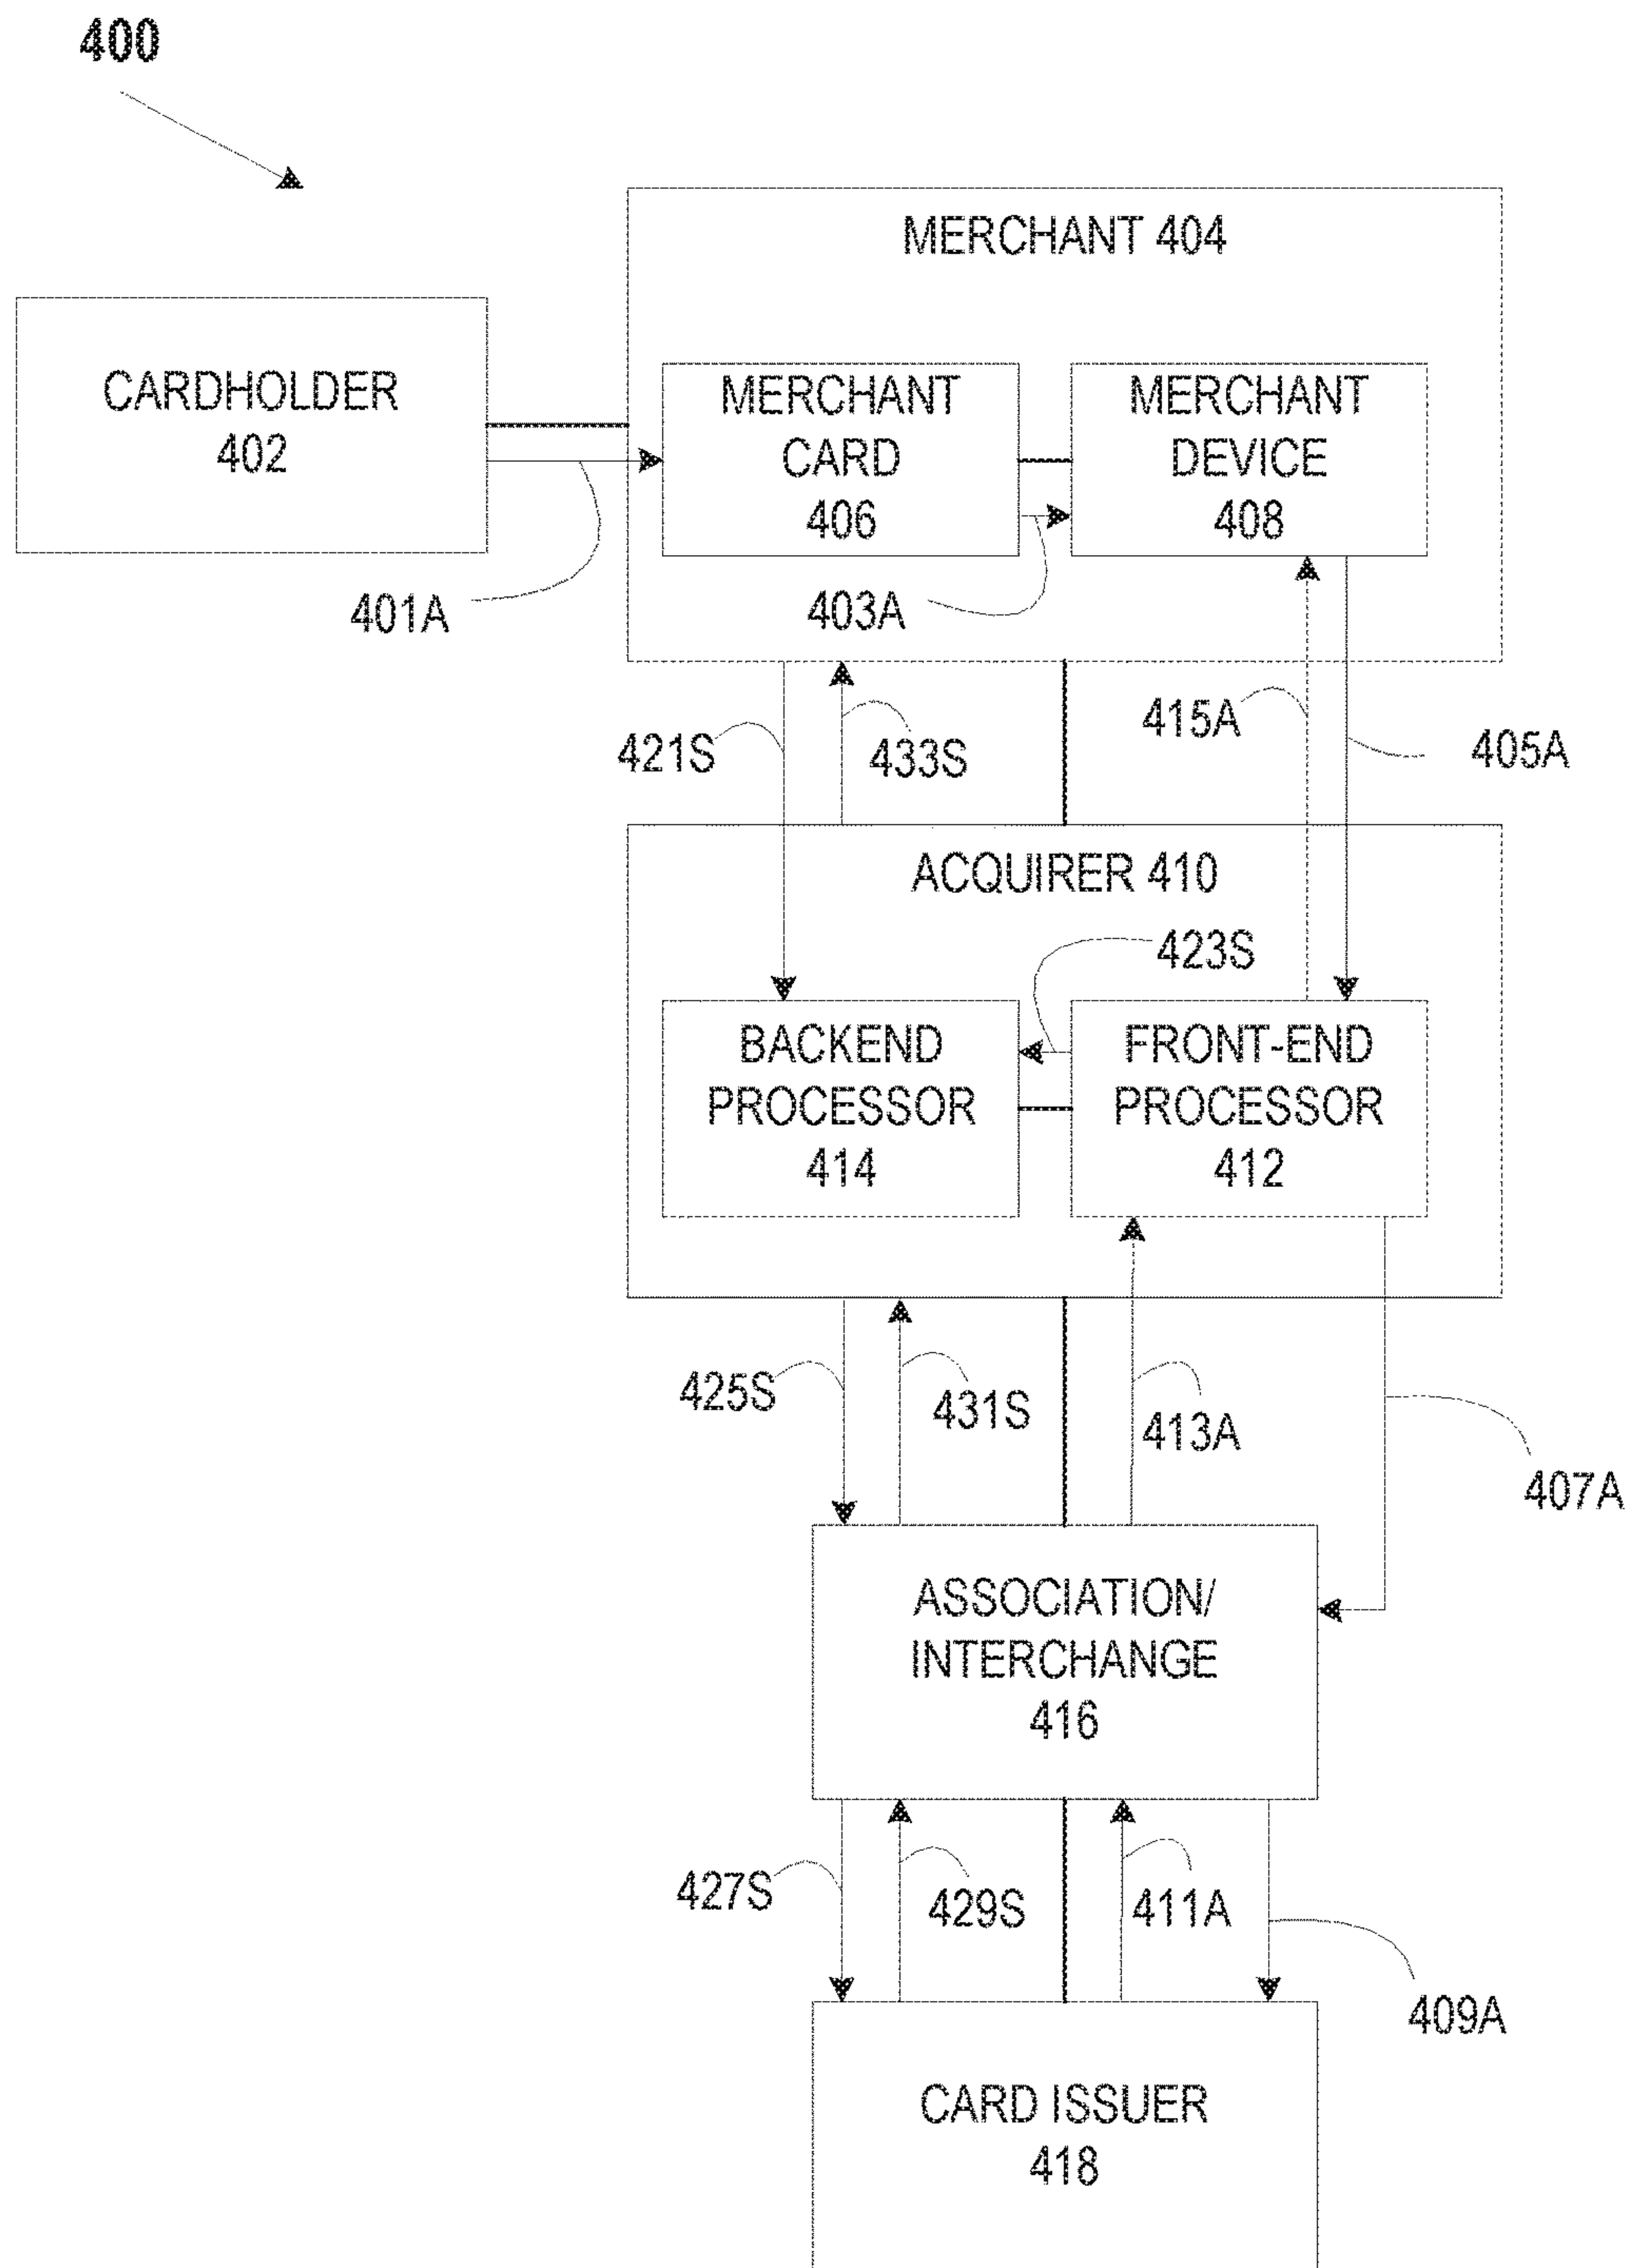 400
MERCHANT 404
CARDHOLDER
402
MERCHANT
CARD
406
MERCHANT
DEVICE
408
401A
403A
421S
433S
415A
405A
ACQUIRER 410
423S
BACKEND
PROCESSOR
414
FRONT-END
PROCESSOR
412
425S
431S
413A
407A
ASSOCIATION/
INTERCHANGE
416
427S
429S
411A
409A
CARD ISSUER
418